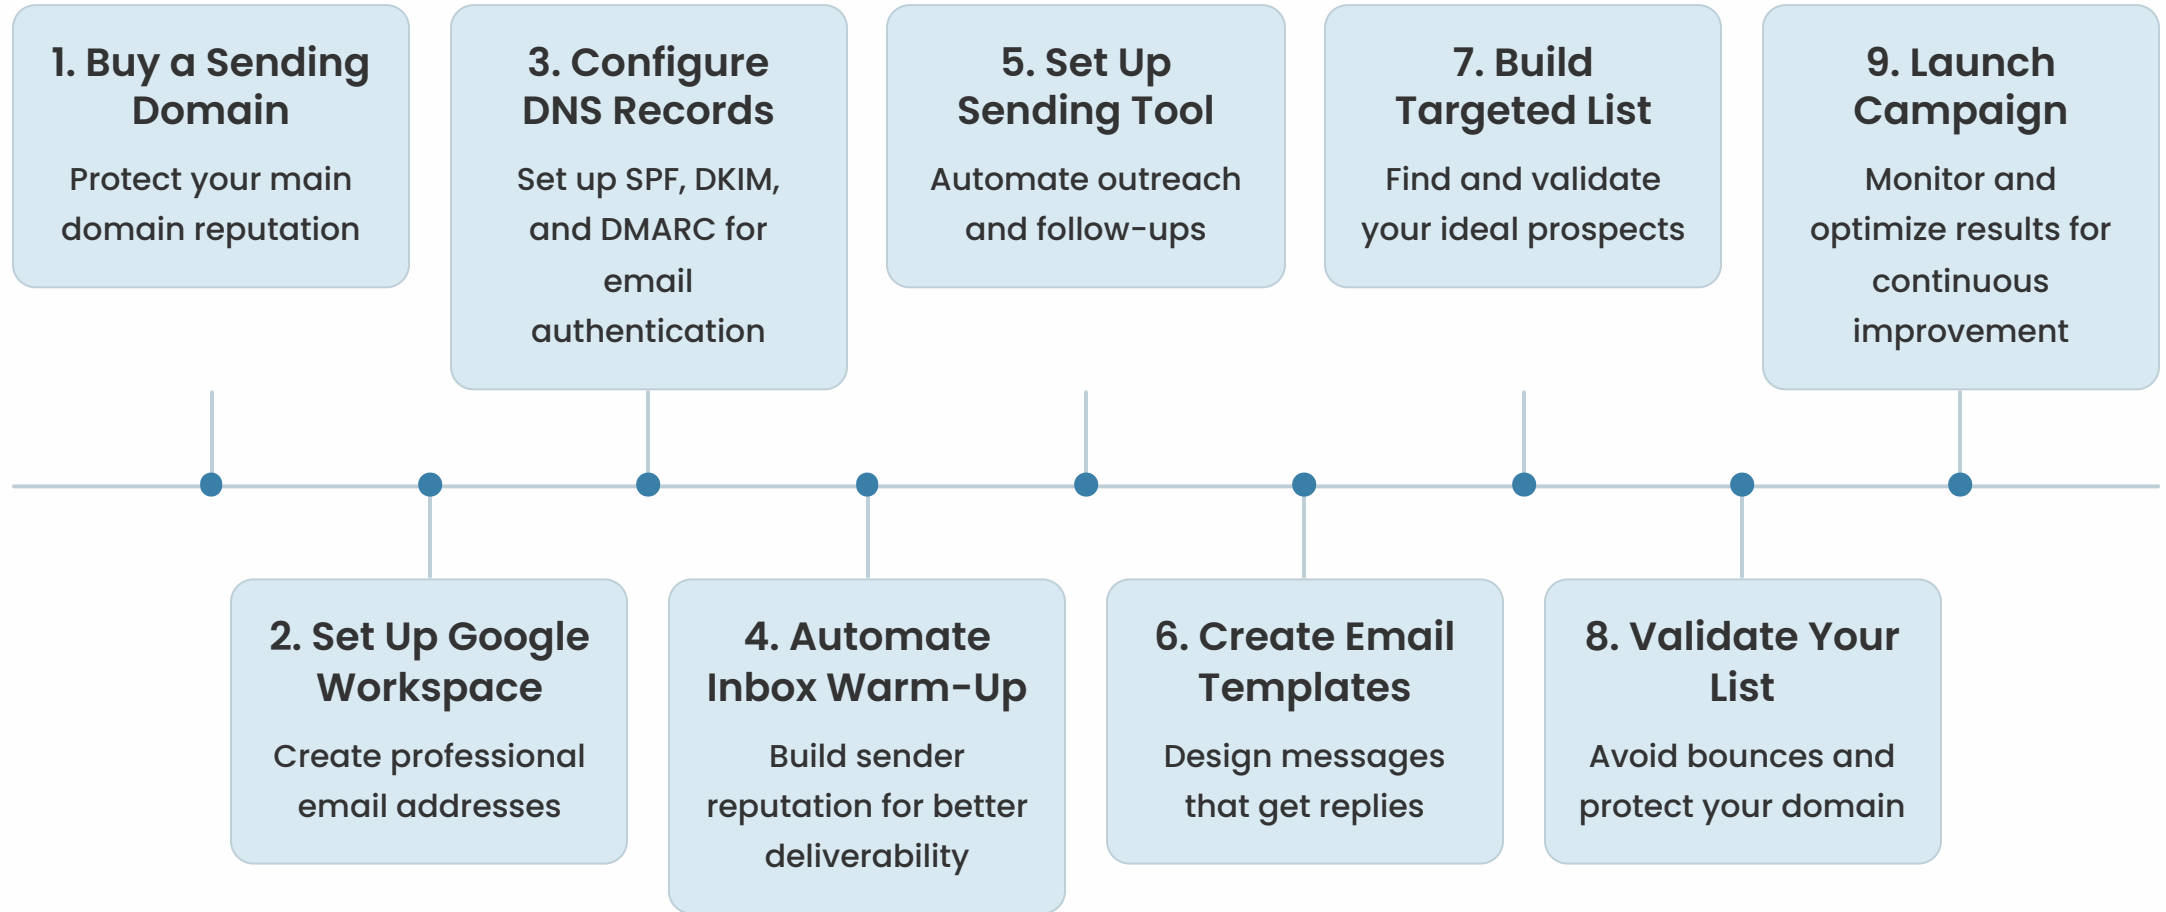 1. Buy a Sending
Domain
Protect your main
domain reputation
2. Set Up Google
Workspace
Create professional
email addresses
3. Configure
DNS Records
Set up SPF, DKIM,
and DMARC for
email
authentication
4. Automate
Inbox Warm-Up
Build sender
reputation for better
deliverability
5. Set Up
Sending Tool
Automate outreach
and follow-ups
6. Create Email
Templates
Design messages
that get replies
7. Build
Targeted List
Find and validate
your ideal prospects
8. Validate Your
List
Avoid bounces and
protect your domain
9. Launch
Campaign
Monitor and
optimize results for
continuous
improvement